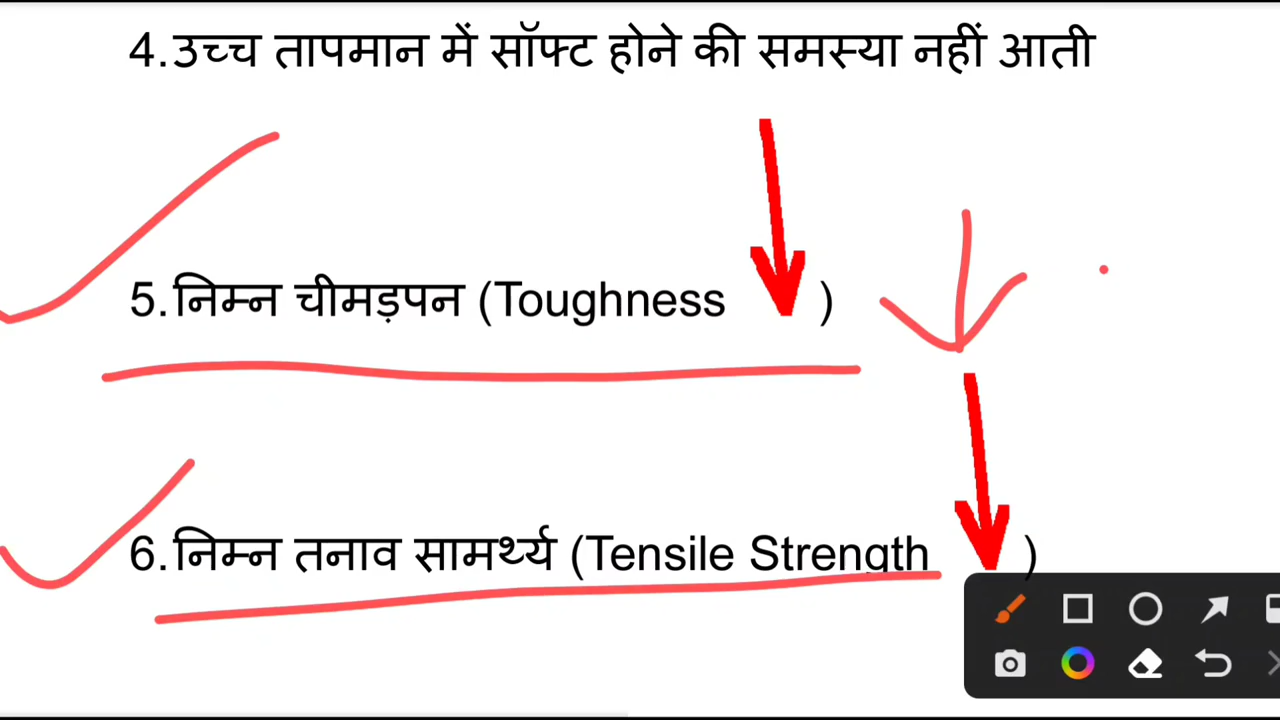 4.उच्च तापमान में सॉफ्ट होने की समस्या नहीं आती
5.निम्न चीमड़पन (Toughness )
6.निम्न तनाव सामर्थ्य (Tensile Strength )